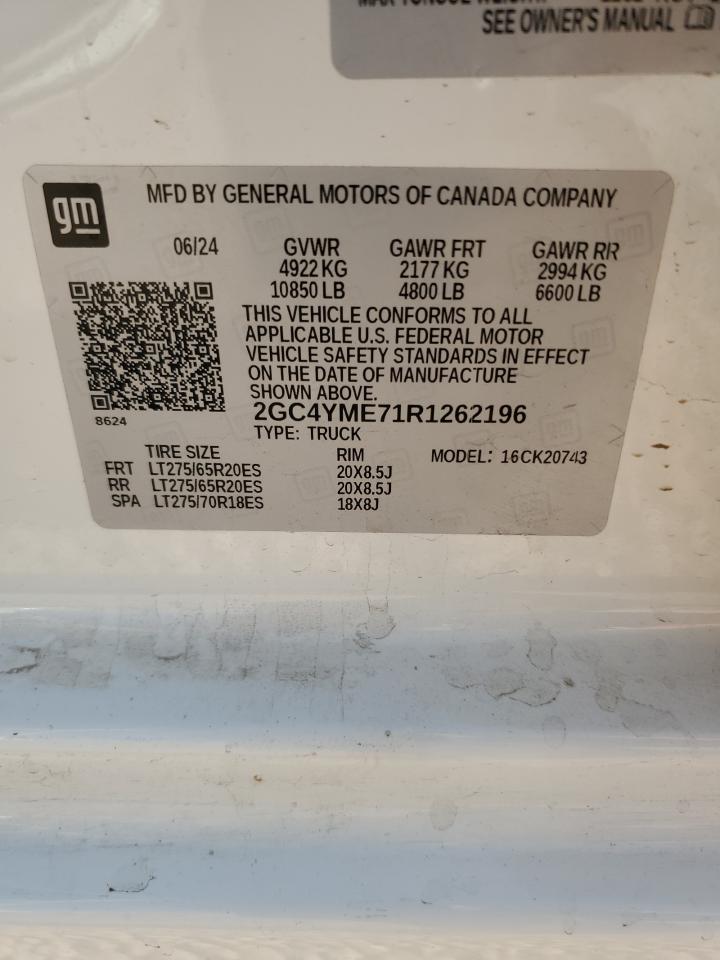 SEE OWNER'S MANUAL
gm
MFD BY GENERAL MOTORS OF CANADA COMPANY
06/24 GVWR GAWR FRT GAWR RR
4922 KG 2177 KG 2994 KG
10850 LB 4800 LB 6600 LB
THIS VEHICLE CONFORMS TO ALL
APPLICABLE U.S. FEDERAL MOTOR
VEHICLE SAFETY STANDARDS IN EFFECT
ON THE DATE OF MANUFACTURE
SHOWN ABOVE.
8624
2GC4YME71R1262196
TYPE: TRUCK
TIRE SIZE RIM MODEL: 16CK20743
FRT LT275/65R20ES 20X8.5J
RR LT275/65R20ES 20X8.5J
SPA LT275/70R18ES 18X8J